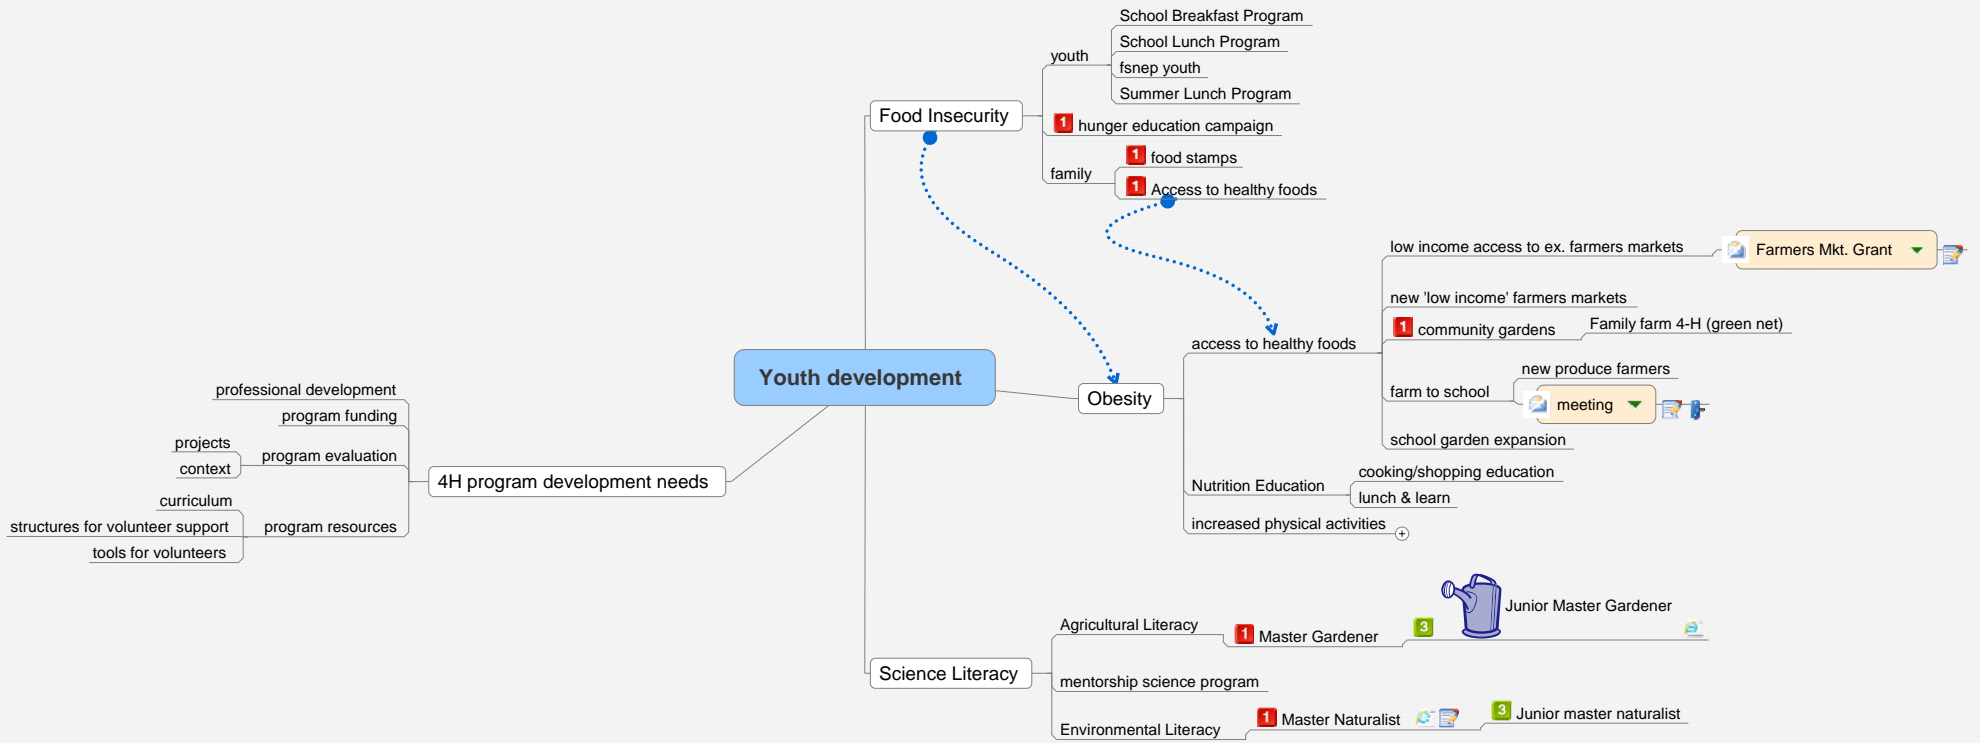 Youth development
Food Insecurity
youth
School Breakfast Program
School Lunch Program
fsnep youth
Summer Lunch Program
1 hunger education campaign
family
1 food stamps
1 Access to healthy foods
Obesity
access to healthy foods
low income access to ex. farmers markets
Farmers Mkt. Grant
new 'low income' farmers markets
1 community gardens
Family farm 4-H (green net)
farm to school
new produce farmers
meeting
school garden expansion
Nutrition Education
cooking/shopping education
lunch & learn
increased physical activities
Science Literacy
Agricultural Literacy
1 Master Gardener
3 Junior Master Gardener
mentorship science program
Environmental Literacy
1 Master Naturalist
3 Junior master naturalist
4H program development needs
professional development
program funding
program evaluation
projects
context
program resources
curriculum
structures for volunteer support
tools for volunteers